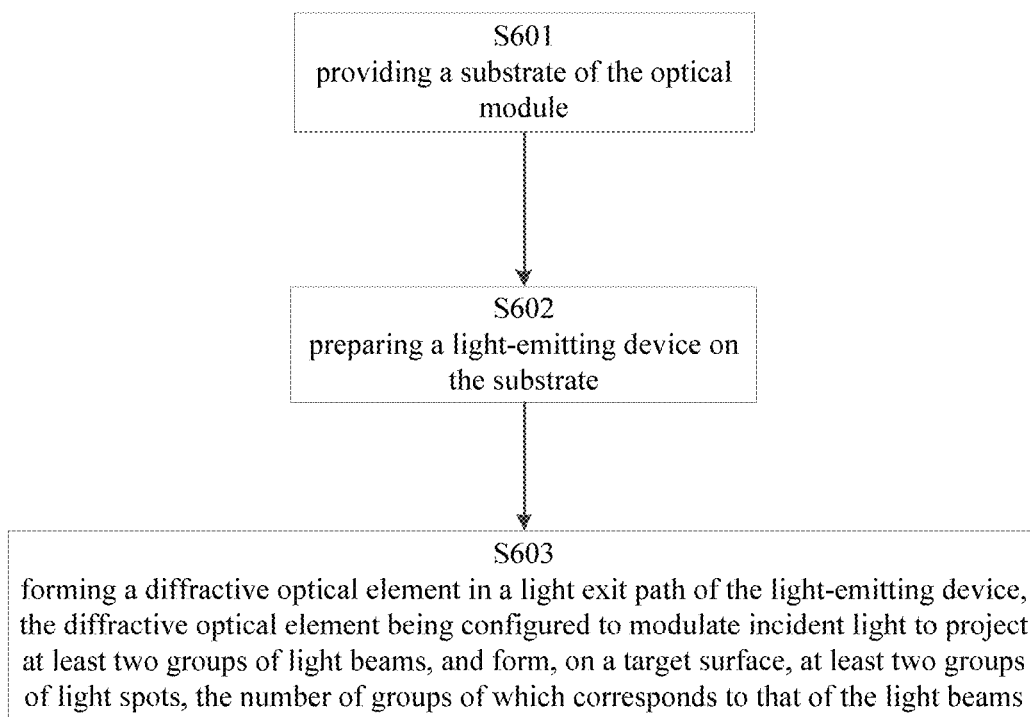 S601
providing a substrate of the optical
module
S602
preparing a light-emitting device on
the substrate
S603
forming a diffractive optical element in a light exit path of the light-emitting device,
the diffractive optical element being configured to modulate incident light to project
at least two groups of light beams, and form, on a target surface, at least two groups
of light spots, the number of groups of which corresponds to that of the light beams